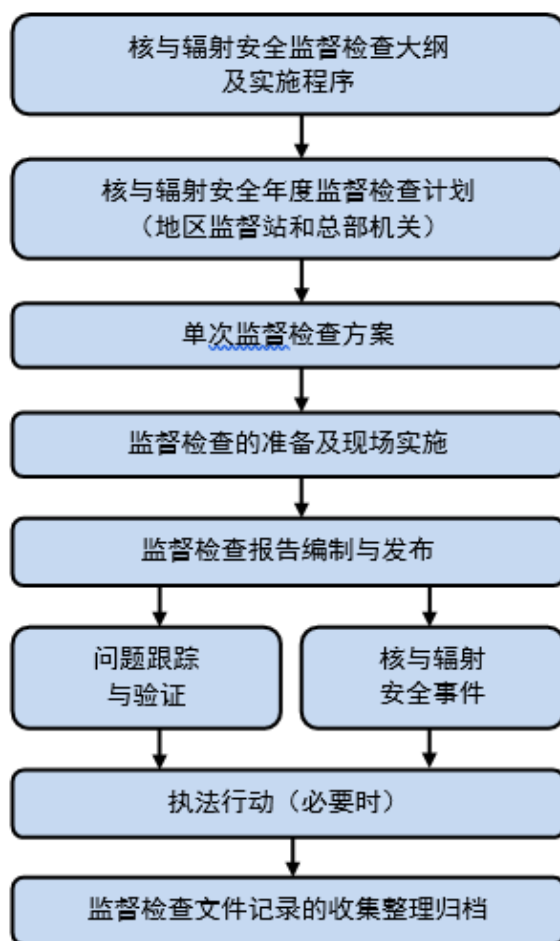 核与辐射安全监督检查大纲
及实施程序
核与辐射安全年度监督检查计划
（地区监督站和总部机关）
单次监督检查方案
监督检查的准备及现场实施
监督检查报告编制与发布
问题跟踪
与验证
核与辐射
安全事件
执法行动（必要时）
监督检查文件记录的收集整理归档